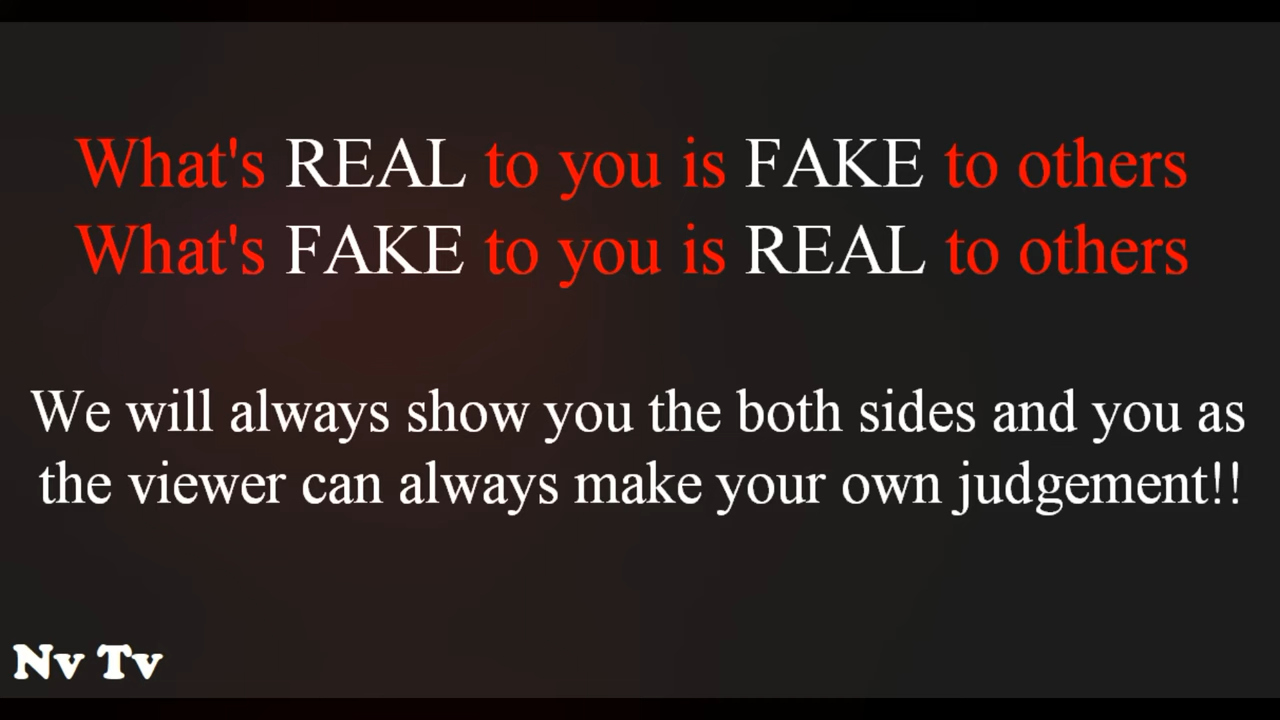 What's REAL to you is FAKE to others
What's FAKE to you is REAL to others
We will always show you the both sides and you as
the viewer can always make your own judgement!!
Nv Tv